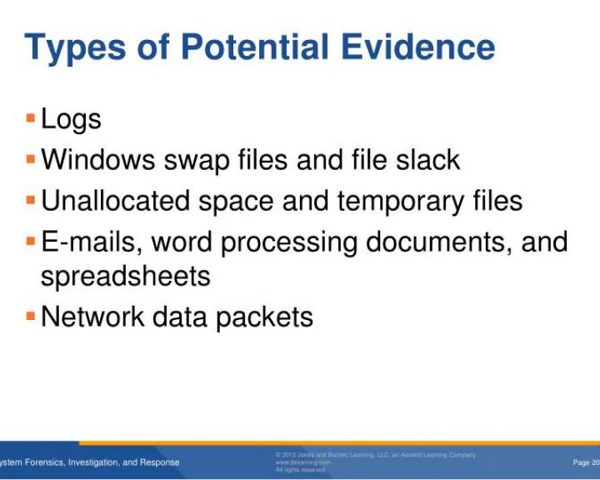 Types of Potential Evidence
▪Logs
▪Windows swap files and file slack
▪Unallocated space and temporary files
▪E-mails, word processing documents, and
spreadsheets
▪Network data packets
ystem Forensics, Investigation, and Response
© 2013 Jones and Bartlett Learning, LLC, an Ascend Learning Company
www.jblearning.com
All rights reserved
Page 20